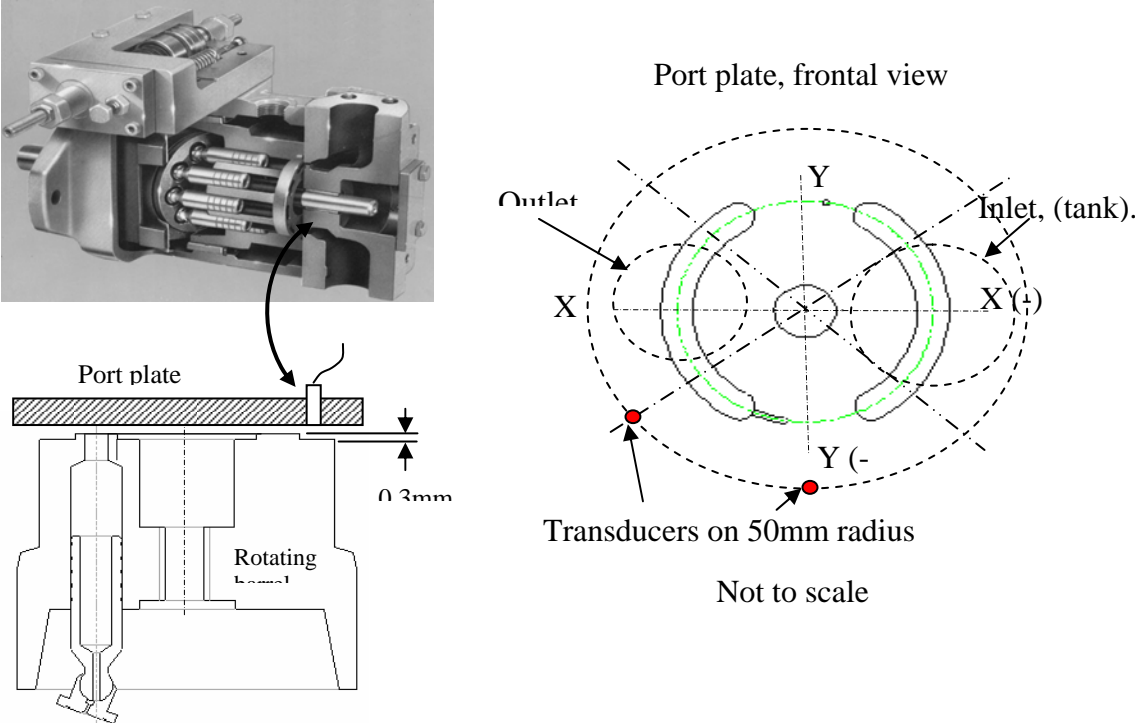 Port plate, frontal view
Y
Outlet
Inlet, (tank).
X
X (-)
Port plate
Y (-
0.3mm
Transducers on 50mm radius
Rotating
barrel
Not to scale